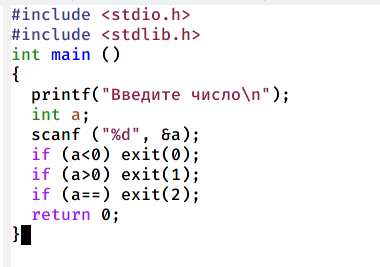 #include <stdio.h>
#include <stdlib.h>
int main ()
{
printf("Введите число\n");
int a;
scanf ("%d", &a);
if (a<0) exit(0);
if (a>0) exit(1);
if (a==) exit(2);
return 0;
}